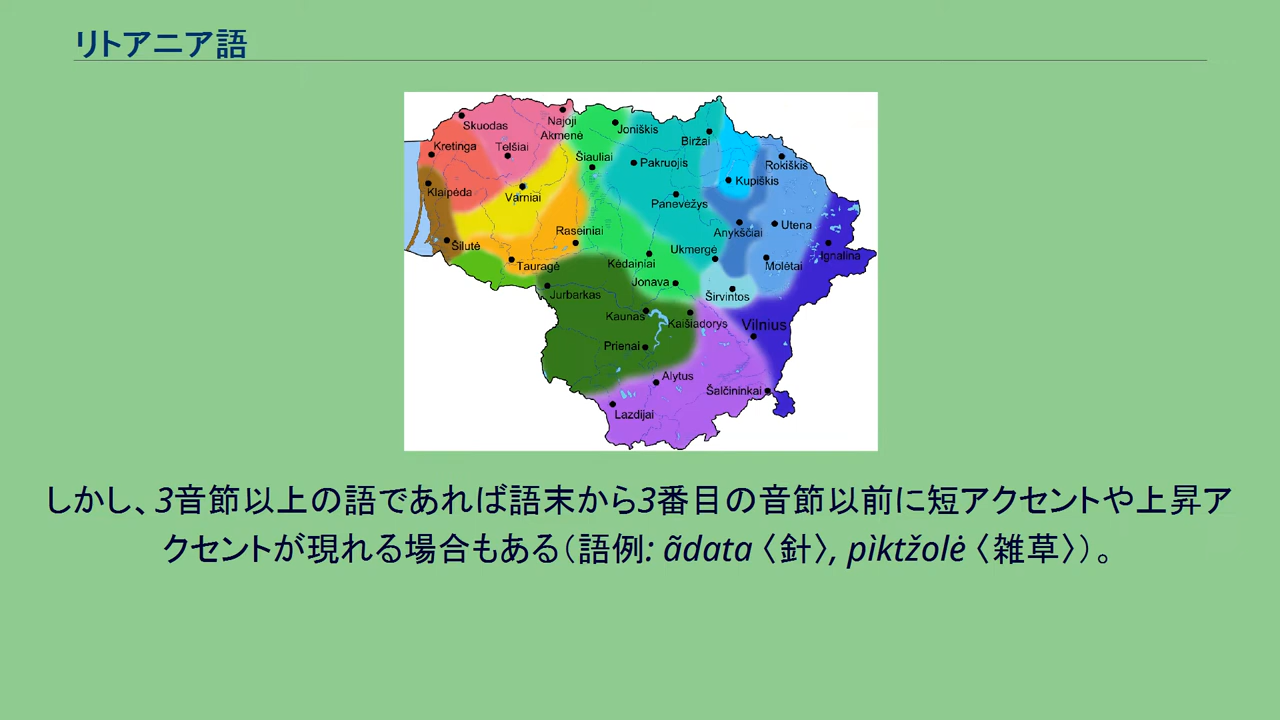 リトアニア語
Skuodas
Najoji
Akmenė
Joniškis
Biržai
Kretinga
Telšiai
Šiauliai
Pakruojis
Rokiškis
Kupiškis
Klaipėda
Varniai
Panevėžys
Anykščiai
Utena
Raseiniai
Šilutė
Ukmergė
Ignalina
Tauragė
Kėdainiai
Molėtai
Jonava
Širvintos
Jurbarkas
Kaunas
Kaišiadorys
Vilnius
Prienai
Alytus
Šalčininkai
Lazdijai
しかし、3音節以上の語であれば語末から3番目の音節以前に短アクセントや上昇ア
クセントが現れる場合もある（語例: ãdata〈針〉, pìktžolė〈雑草〉）。